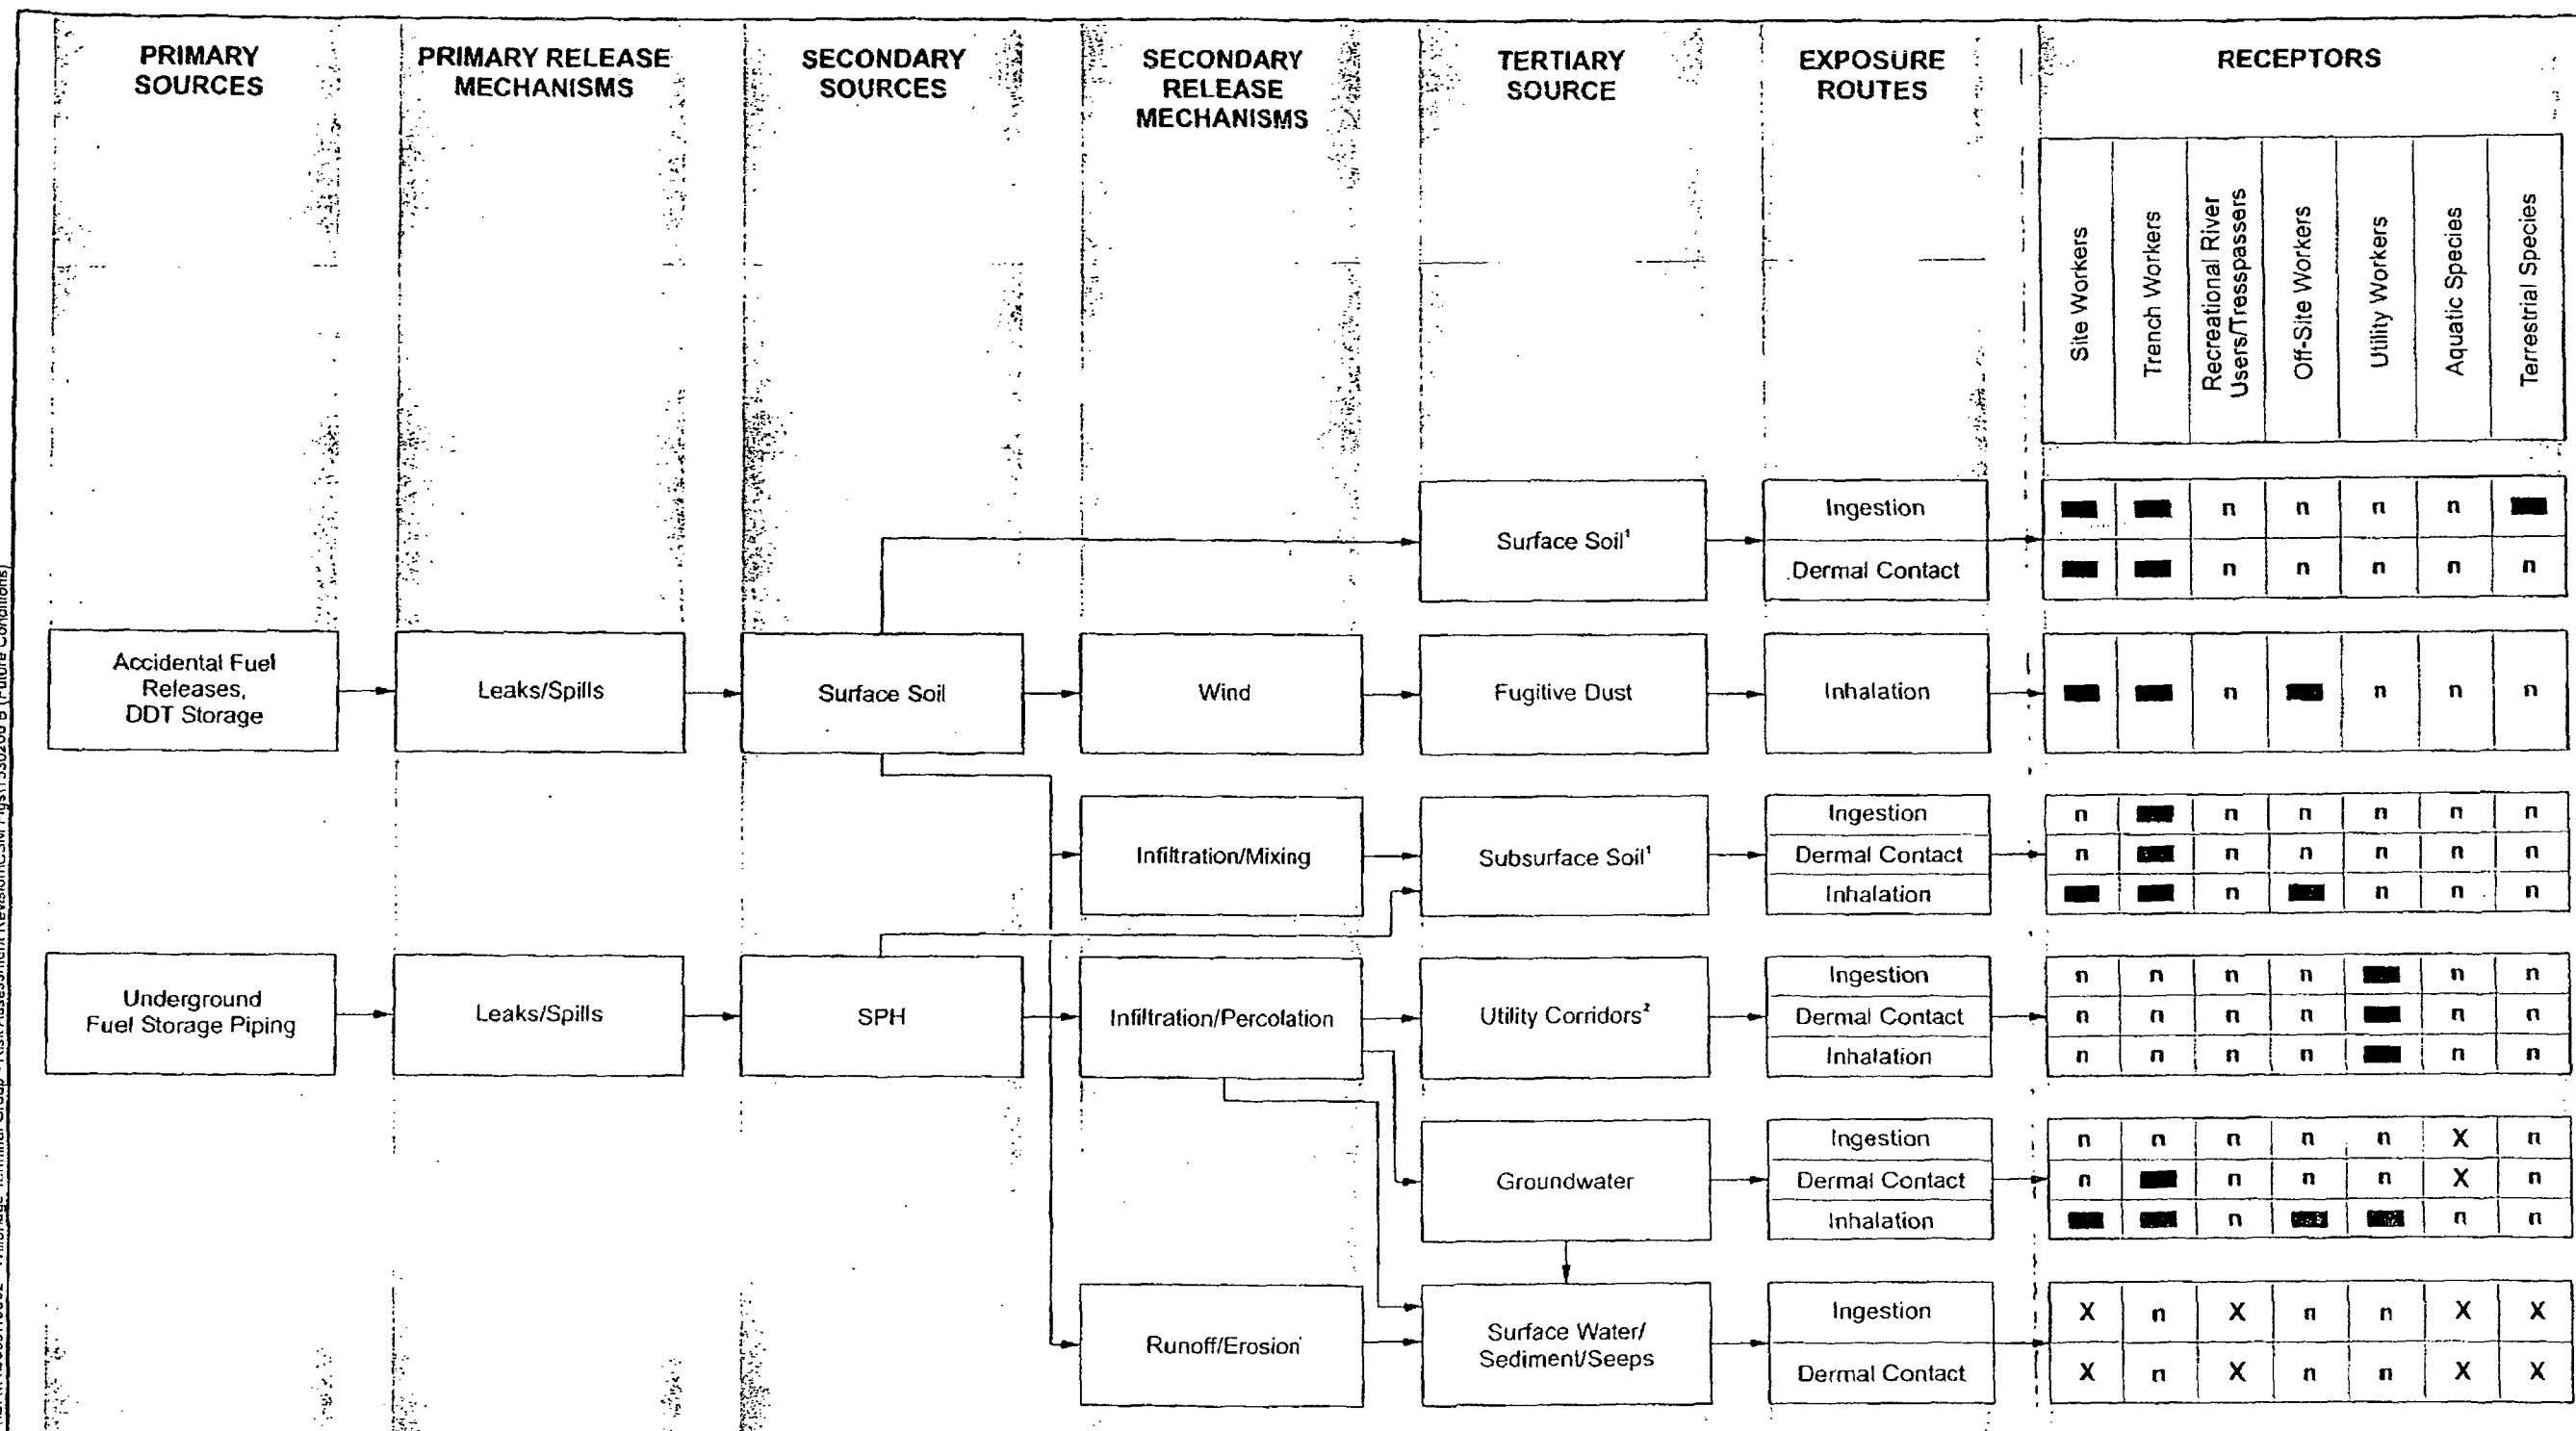 PRIMARY
SOURCES
PRIMARY RELEASE
MECHANISMS
SECONDARY
SOURCES
SECONDARY
RELEASE
MECHANISMS
TERTIARY
SOURCE
EXPOSURE
ROUTES
RECEPTORS
Site Workers
Trench Workers
Recreational River
Users/Tresspassers
Off-Site Workers
Utility Workers
Aquatic Species
Terrestrial Species
Surface Soil¹
Ingestion
n n n n
Dermal Contact
n n n n n
Accidental Fuel
Releases,
DDT Storage
Leaks/Spills
Surface Soil
Wind
Fugitive Dust
Inhalation
n n n n
Infiltration/Mixing
Subsurface Soil¹
Ingestion
n n n n n n
Dermal Contact
n n n n n n
Inhalation
n n n n
Underground
Fuel Storage Piping
Leaks/Spills
SPH
Infiltration/Percolation
Utility Corridors²
Ingestion
n n n n n n
Dermal Contact
n n n n n n
Inhalation
n n n n n n
Groundwater
Ingestion
n n n n n X n
Dermal Contact
n n n n X n
Inhalation
n n n
Runoff/Erosion
Surface Water/
Sediment/Seeps
Ingestion
X n X n n X X
Dermal Contact
X n X n n X X
(Future Conditions)